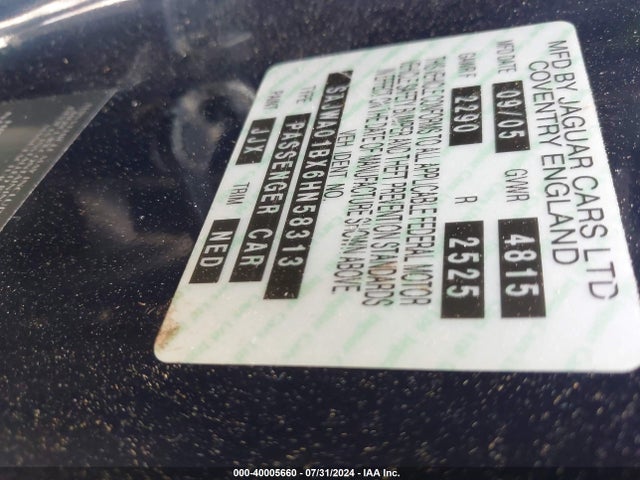 MFD BY JAGUAR CARS LTD
COVENTRY ENGLAND
MFD DATE 09/05 GVWR 4815
GAWR F 2290 R 2525
THIS VEHICLE CONFORMS TO ALL APPLICABLE FEDERAL MOTOR
VEHICLE SAFETY, BUMPER AND THEFT PREVENTION STANDARDS
IN EFFECT ON THE DATE OF MANUFACTURE SHOWN ABOVE
VEH. IDENT NO.
SAJWA01BX6HN58313
TYPE PASSENGER CAR
PAINT JJX TRIM NED
000-40005660 - 07/31/2024 - IAA Inc.